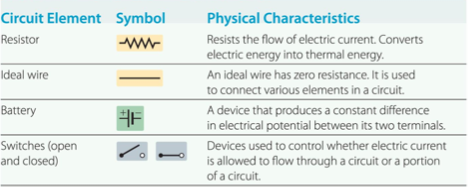 Circuit Element Symbol Physical Characteristics
Resistor Resists the flow of electric current. Converts
electric energy into thermal energy.
Ideal wire An ideal wire has zero resistance. It is used
to connect various elements in a circuit.
Battery + A device that produces a constant difference
in electrical potential between its two terminals.
Switches (open Devices used to control whether electric current
and closed) is allowed to flow through a circuit or a portion
of a circuit.